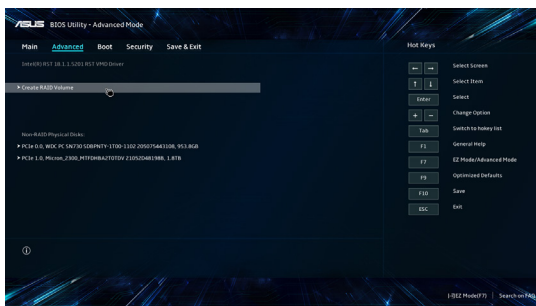 ASUS BIOS Utility - Advanced Mode
Main Advanced Boot Security Save & Exit
Hot Keys
Intel(R) RST 18.1.1.5201 RST VMD Driver
Create RAID Volume
Non-RAID Physical Disks:
PCIe 0.0, WDC PC SN730 SDBPNTY-1T00-1302 205075443108, 953.8GB
PCIe 1.0, Micron_2300_MTFDHBA2T0TDV 21052D481988, 1.8TB
← → Select Screen
↑ ↓ Select Item
Enter Select
+ - Change Option
Tab Switch to hokey list
F1 General Help
F7 EZ Mode/Advanced Mode
F9 Optimized Defaults
F10 Save
ESC Exit
EZ Mode(F7) | Search on FAQ